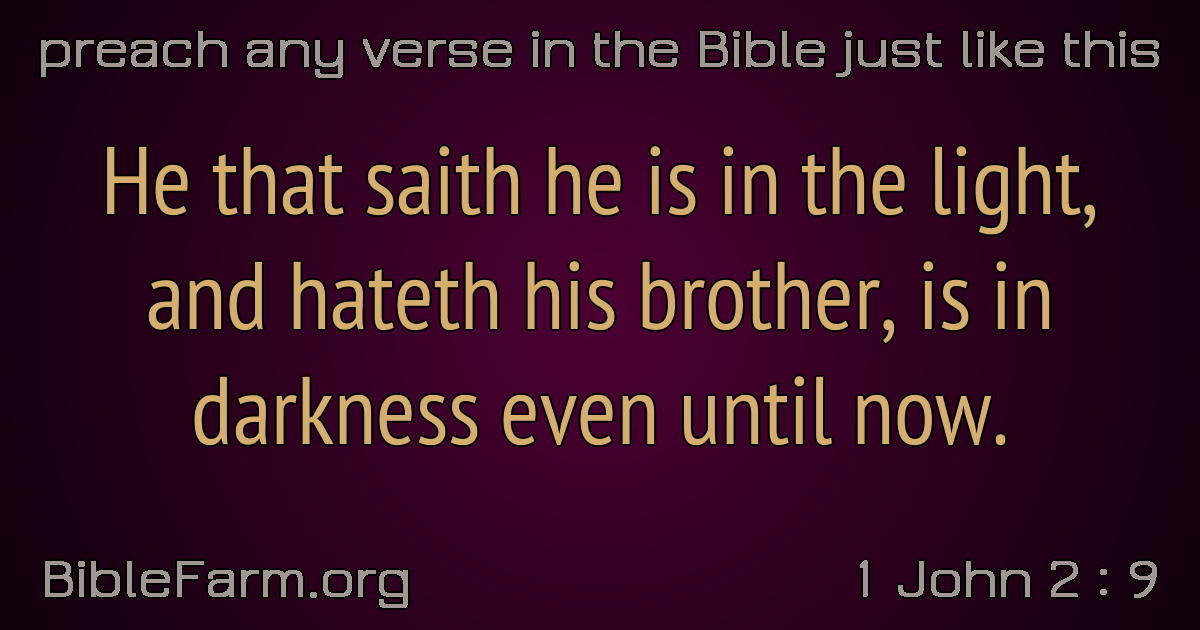 preach any verse in the Bible just like this
He that saith he is in the light,
and hateth his brother, is in
darkness even until now.
BibleFarm.org
1 John 2 : 9